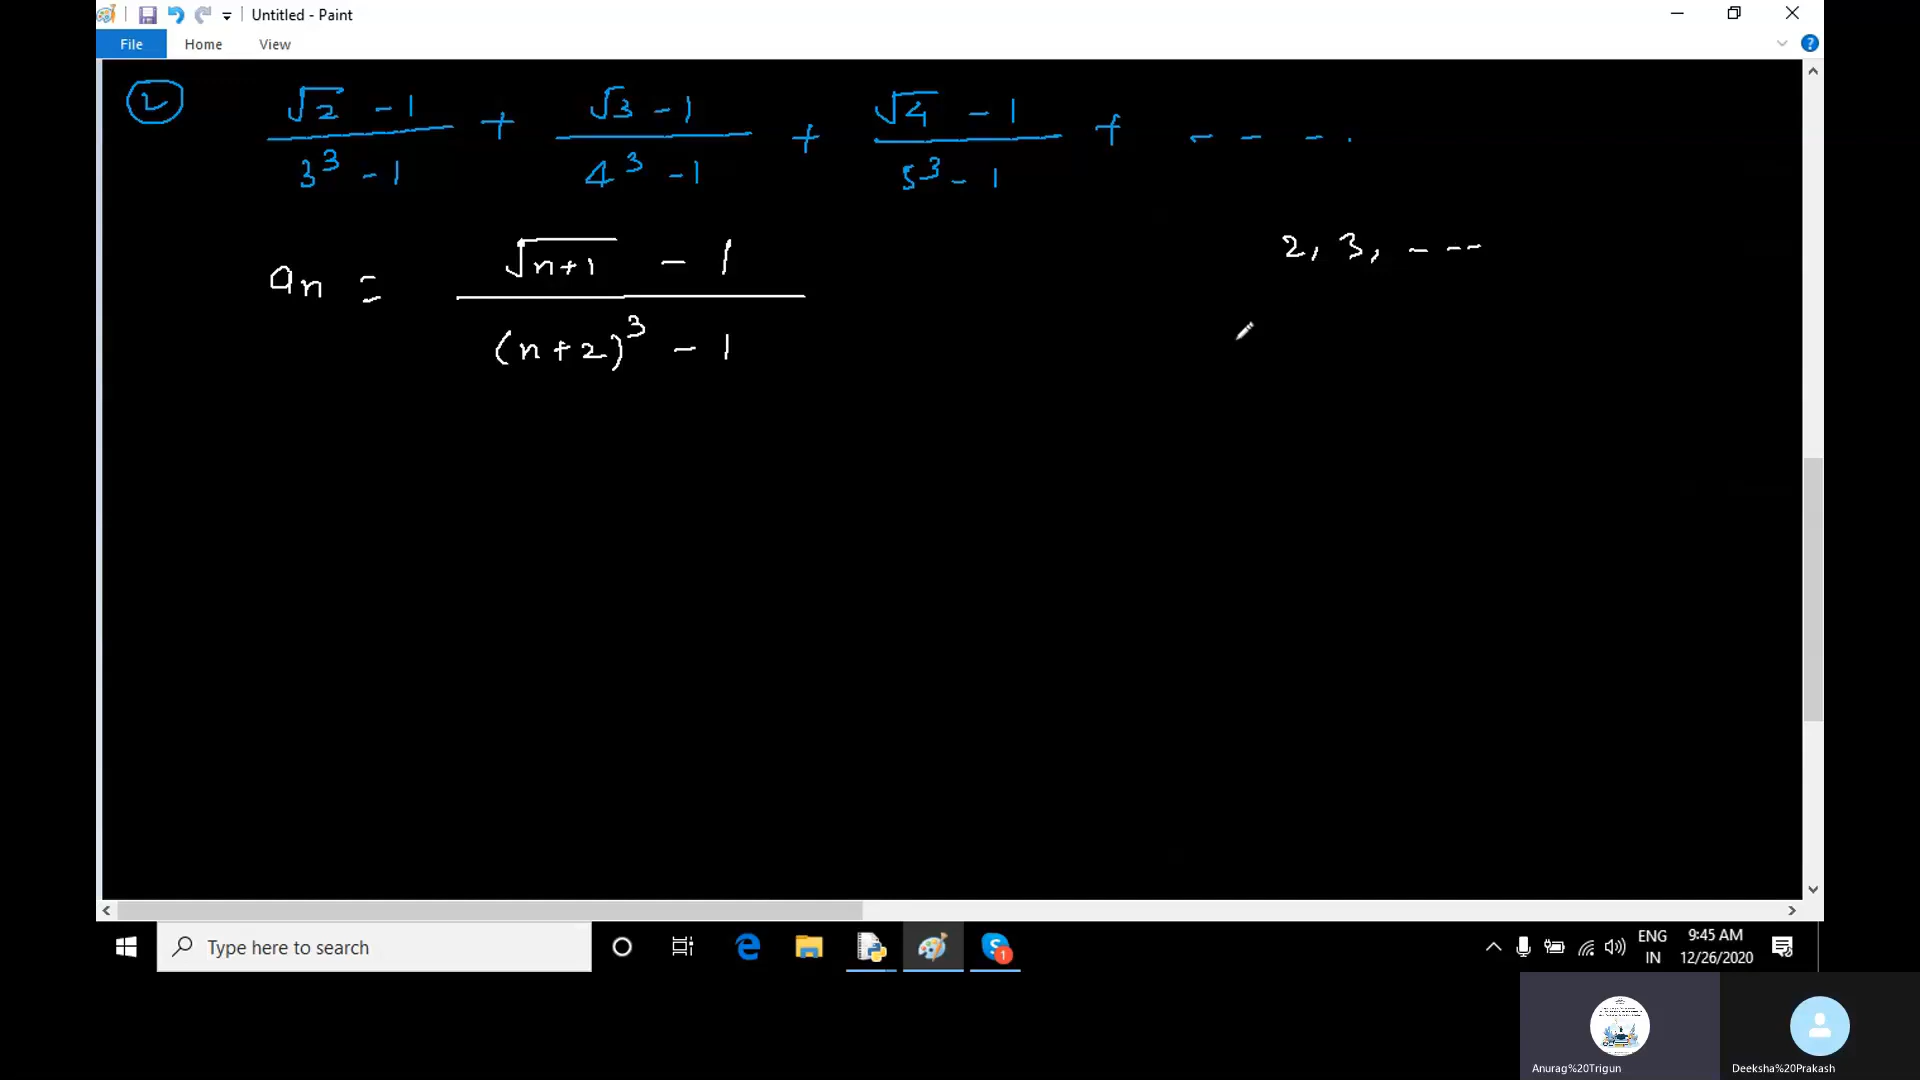 Untitled - Paint
File Home View
② √2 - 1 / 3³ - 1 + √3 - 1 / 4³ - 1 + √4 - 1 / 5³ - 1 + - - - .
2, 3, - - -
aₙ = √n+1 - 1 / (n+2)³ - 1
Type here to search
ENG
IN
9:45 AM
12/26/2020
1
Anurag%20Trigun
Deeksha%20Prakash